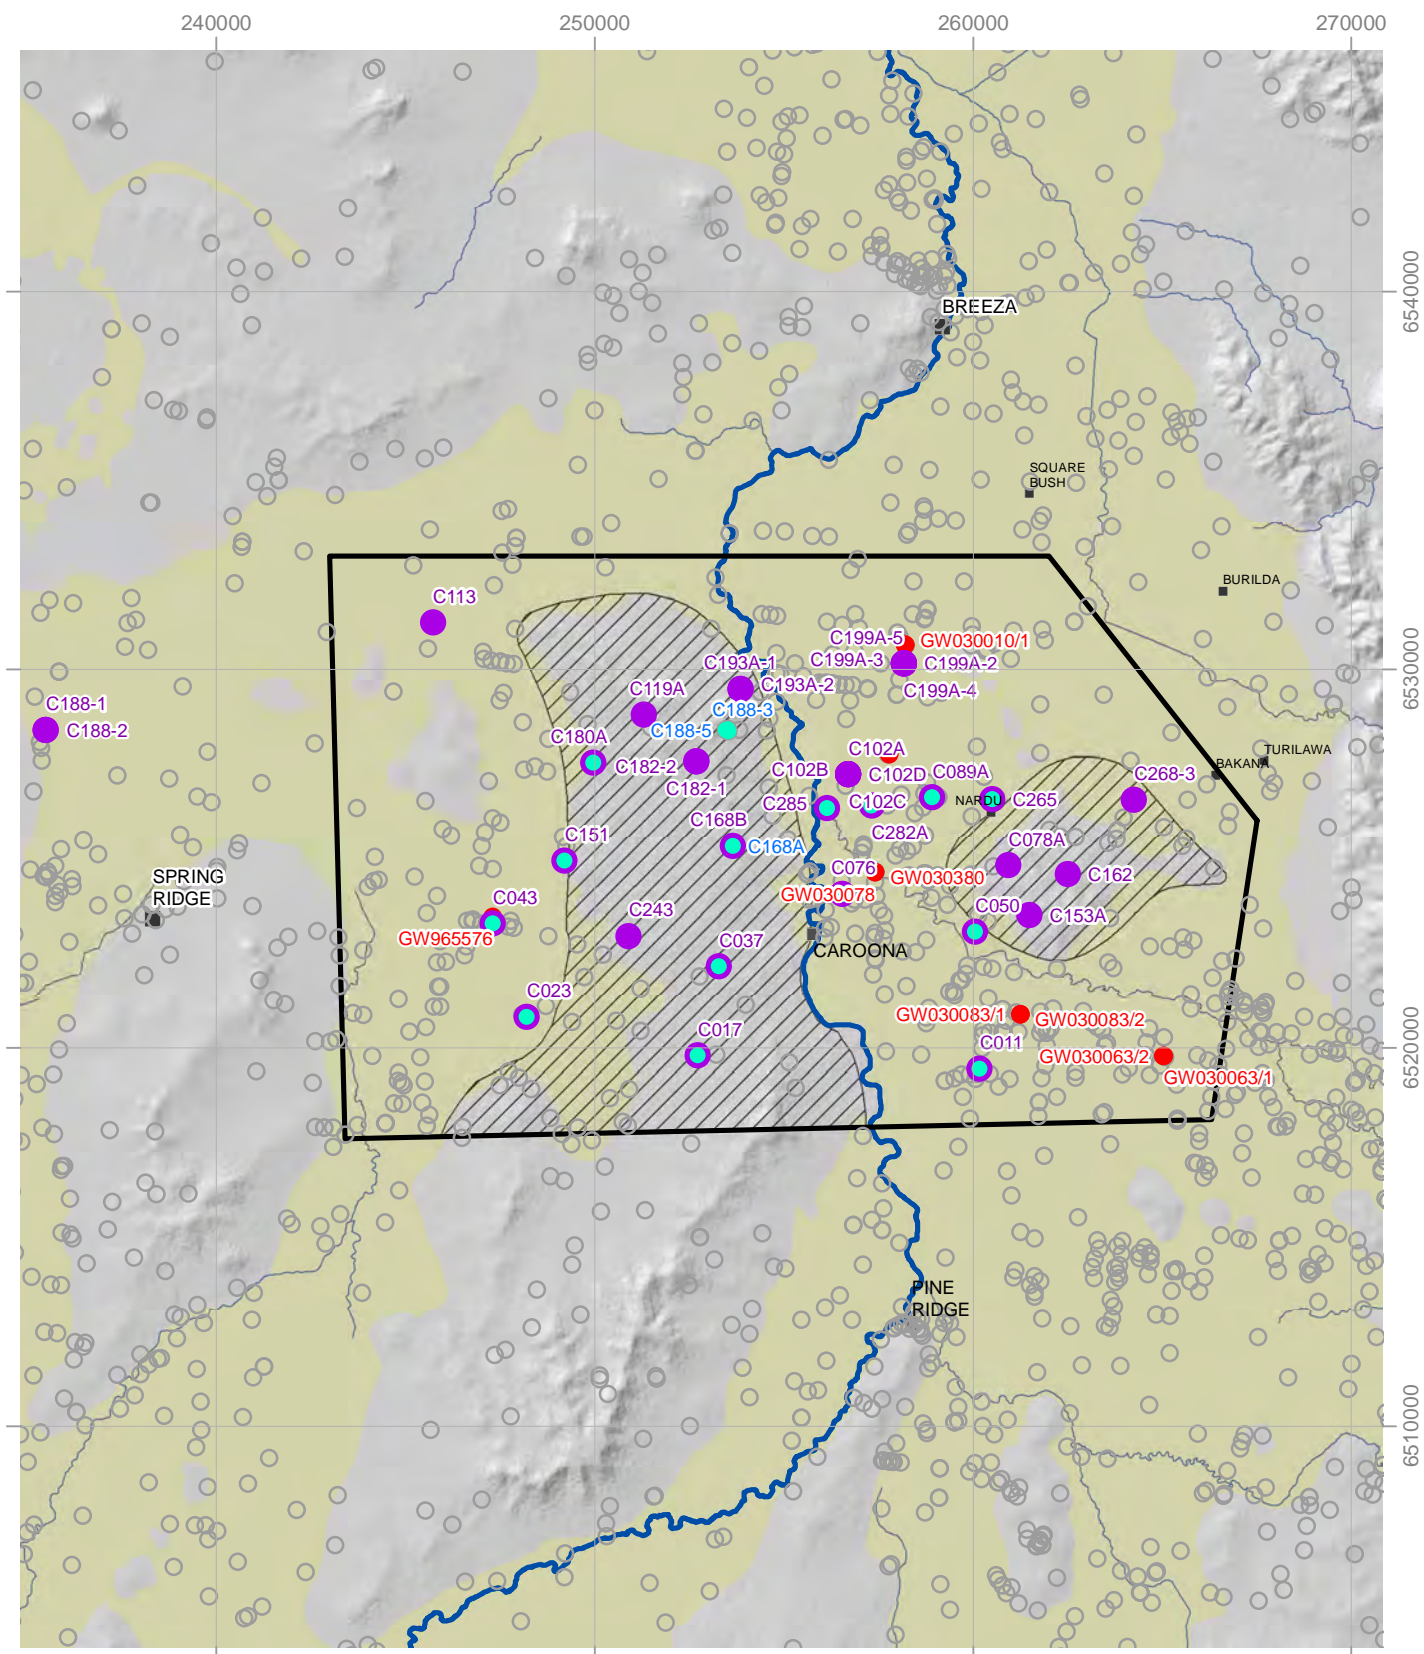 240000
250000
260000
270000
6540000
BREEZA
SQUARE
BUSH
BURILDA
C113
C199A-5
GW030010/1
C199A-3
C199A-2
C199A-4
6530000
C193A-1
C193A-2
C119A
C188-3
C188-5
C188-1
C188-2
C180A
C182-2
C182-1
C102A
C102B
C102D
C089A
C102C
C285
C282A
NARDU
C265
C268-3
TURILAWA
BAKANA
C168B
C168A
C151
C078A
C162
C076
GW030380
GW030078
C153A
C050
SPRING
RIDGE
C043
GW965576
C243
CAROONA
C037
C023
C017
GW030083/1
GW030083/2
C011
GW030063/2
GW030063/1
6520000
PINE
RIDGE
6510000